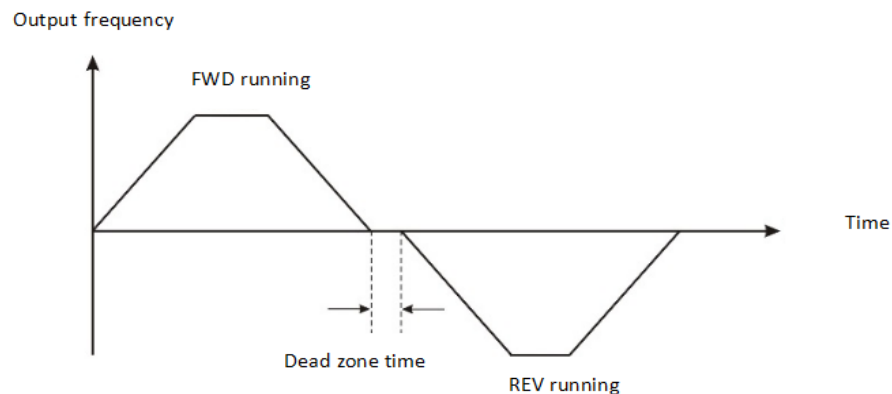 Output frequency
FWD running
Time
Dead zone time
REV running